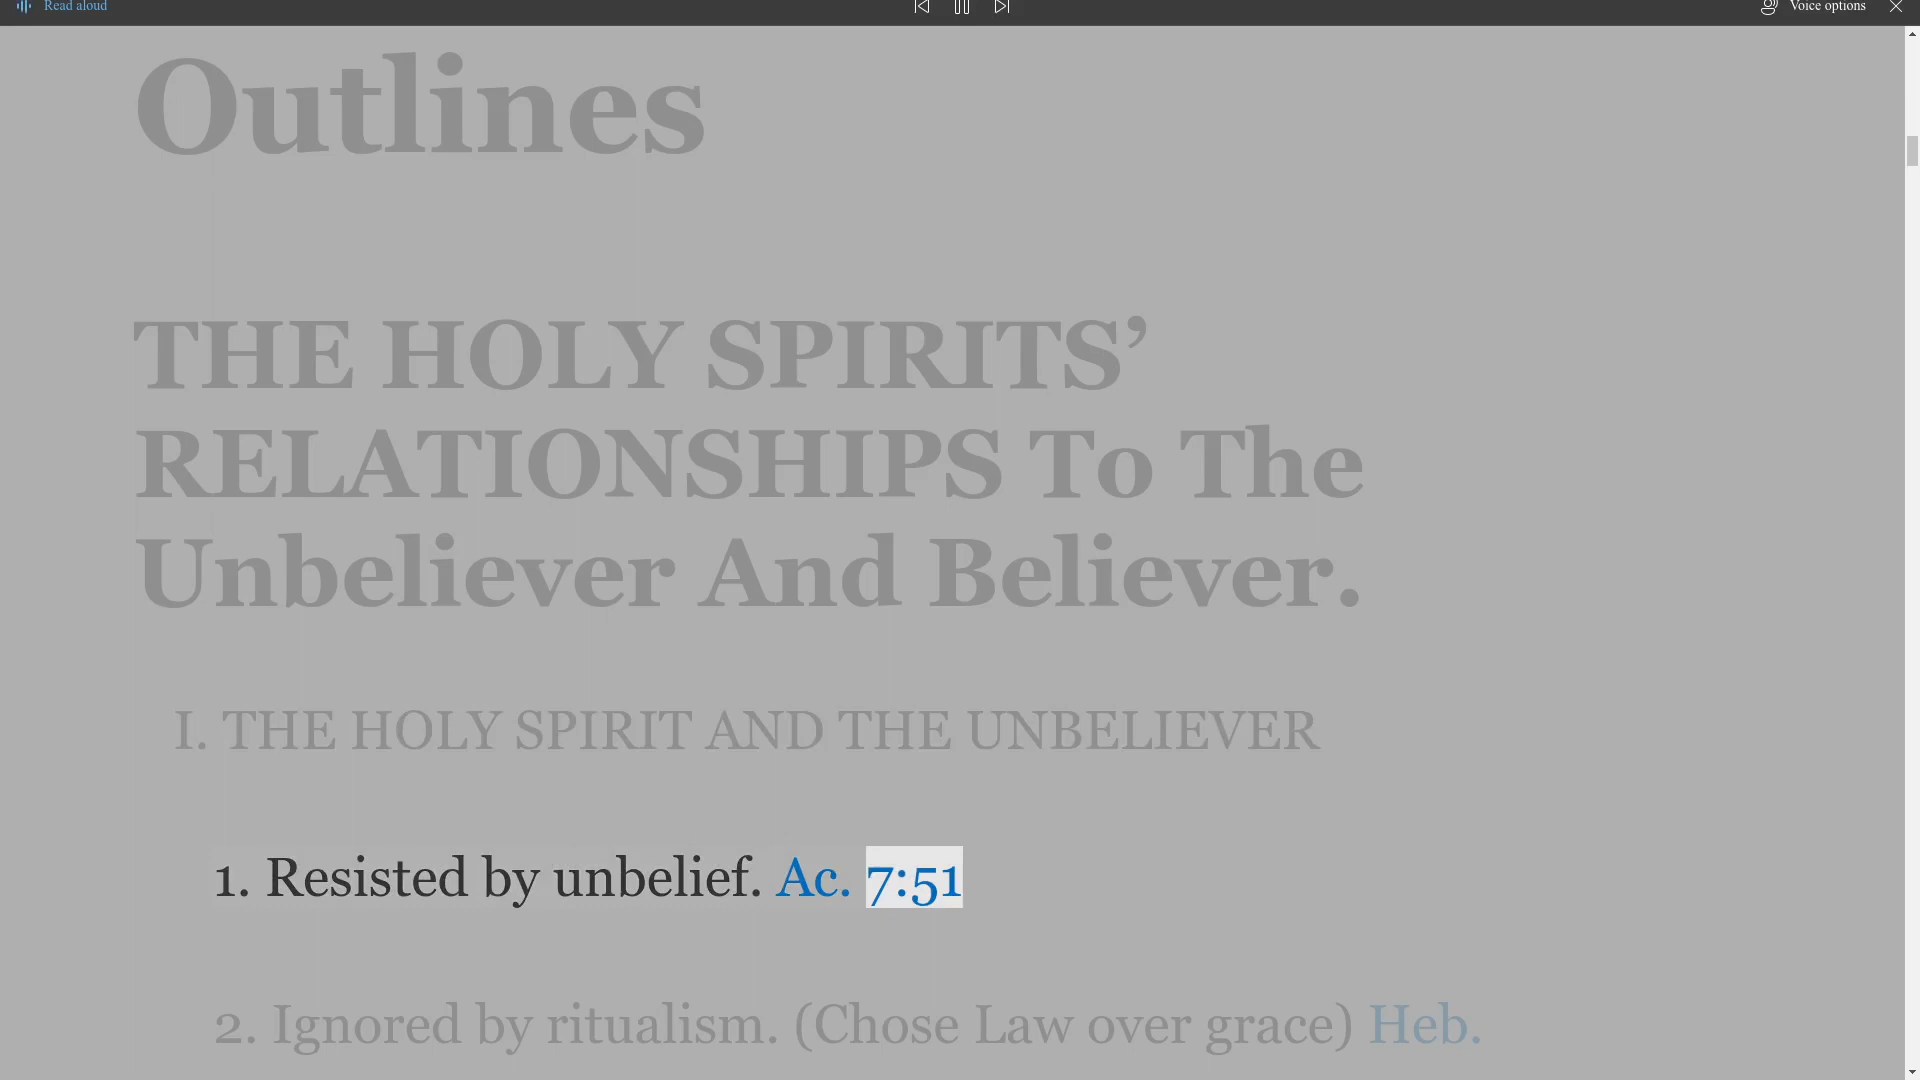 Read aloud
Voice options
Outlines
THE HOLY SPIRITS’
RELATIONSHIPS To The
Unbeliever And Believer.
I. THE HOLY SPIRIT AND THE UNBELIEVER
1. Resisted by unbelief. Ac. 7:51
2. Ignored by ritualism. (Chose Law over grace) Heb.